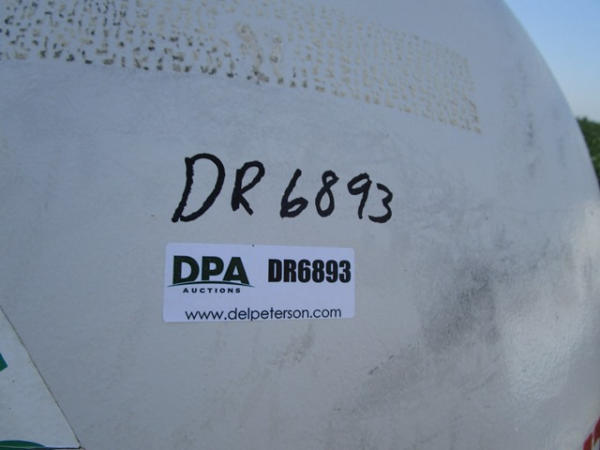 DR 6893
DPA AUCTIONS DR6893
www.delpeterson.com